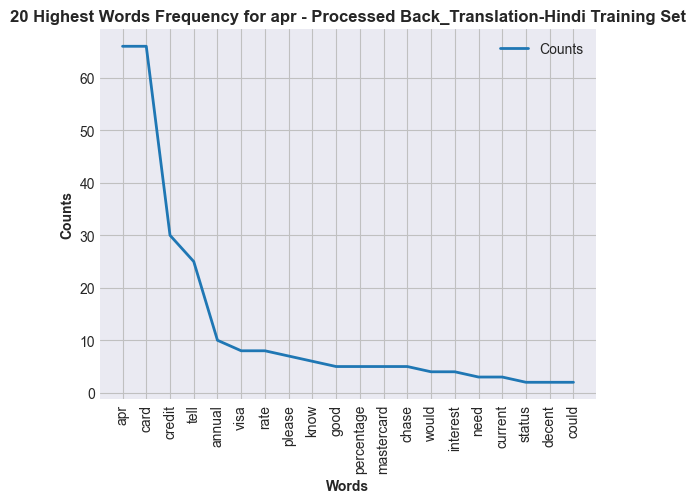 20 Highest Words Frequency for apr - Processed Back_Translation-Hindi Training Set
Counts
60
50
40
30
20
10
0
Counts
apr
card
credit
tell
annual
visa
rate
please
know
good
percentage
mastercard
chase
would
interest
need
current
status
decent
could
Words